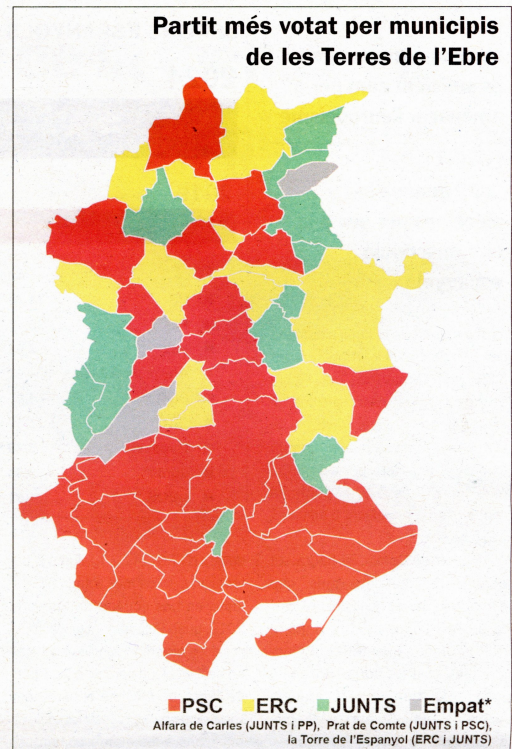 Partit més votat per municipis
de les Terres de l'Ebre
PSC ERC JUNTS Empat*
Alfara de Carles (JUNTS i PP), Prat de Comte (JUNTS i PSC),
la Torre de l'Espanyol (ERC i JUNTS)